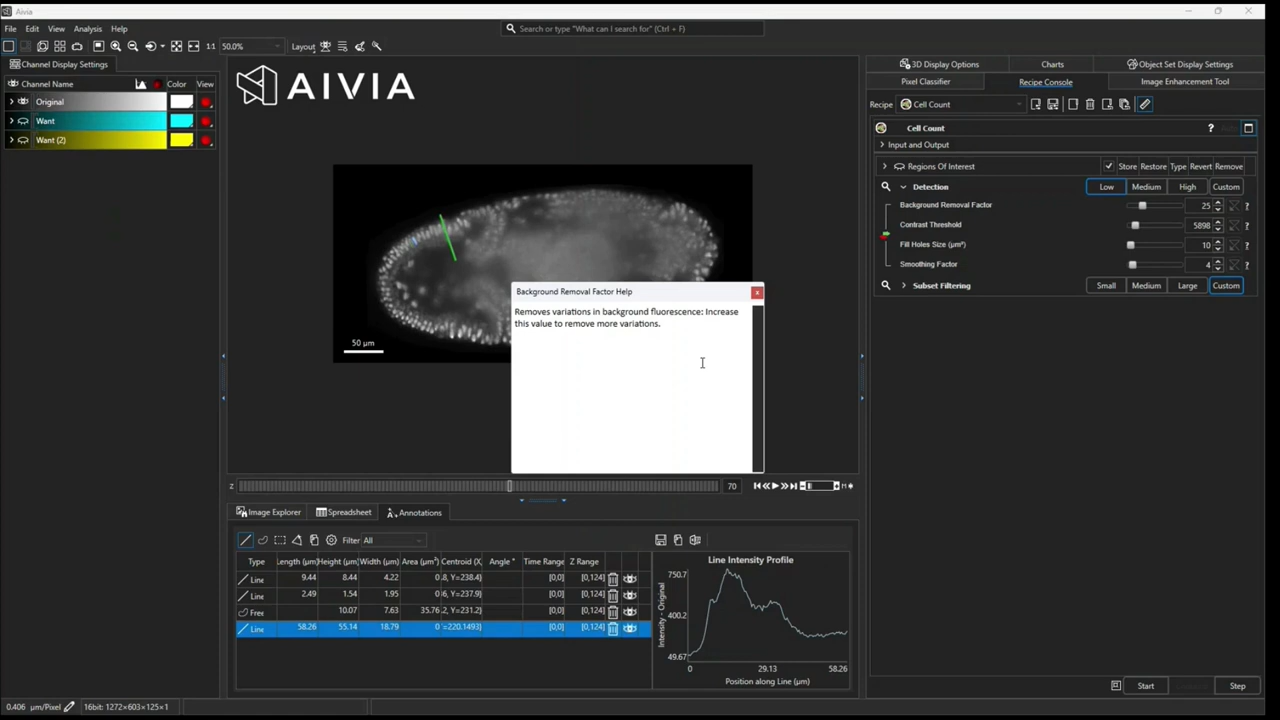 Aivia
File Edit View Analysis Help
Search or type "What can I search for" (Ctrl + F)
1:1 50.0% Layout
Channel Display Settings
Channel Name Color View
Original
Want
Want (2)
AIVIA
50 µm
Background Removal Factor Help
Removes variations in background fluorescence: Increase
this value to remove more variations.
Z 70
3D Display Options Charts Object Set Display Settings
Pixel Classifier Recipe Console Image Enhancement Tool
Recipe Cell Count
Cell Count ?
Input and Output
Regions Of Interest Store Restore Type Revert Remove
Detection Low Medium High Custom
Background Removal Factor 25 ?
Contrast Threshold 5898 ?
Fill Holes Size (µm²) 10 ?
Smoothing Factor 4 ?
Subset Filtering Small Medium Large Custom
Image Explorer Spreadsheet Annotations
Filter All
Type Length (µm) Height (µm) Width (µm) Area (µm²) Centroid (X, Angle ° Time Range Z Range
Line 9.44 8.44 4.22 0 .8, Y=238.4) [0,0] [0,124]
Line 2.49 1.54 1.95 0 6, Y=237.9) [0,0] [0,124]
Free 10.07 7.63 35.76 .2, Y=231.2) [0,0] [0,124]
Line 58.26 55.14 18.79 0 =220.1493) [0,0] [0,124]
Line Intensity Profile
Intensity - Original
750.7
400.2
49.67
0 29.13 58.26
Position along Line (µm)
Start Step
0.406 µm/Pixel 16bit: 1272×603×125×1